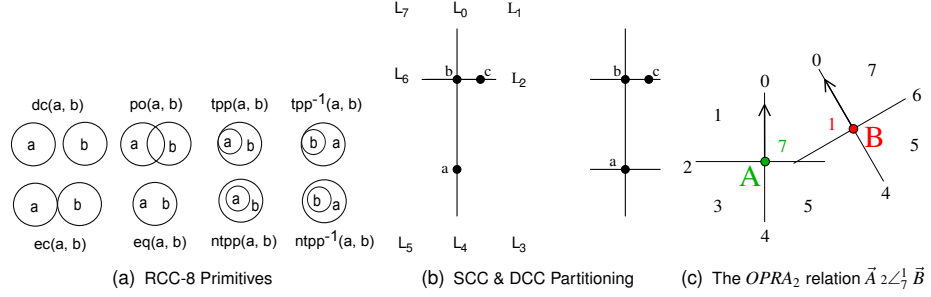 dc(a, b) po(a, b) tpp(a, b) tpp⁻¹(a, b)
a b a b a b b a
a b a b a b b a
ec(a, b) eq(a, b) ntpp(a, b) ntpp⁻¹(a, b)
(a) RCC-8 Primitives
L₇ L₀ L₁
b c b c
L₆ L₂
a a
L₅ L₄ L₃
(b) SCC & DCC Partitioning
0 7
0 6
1 1 B
7 5
2 A
3 5 4
4
(c) The OPRA₂ relation A⃗ ₂∠₇¹ B⃗